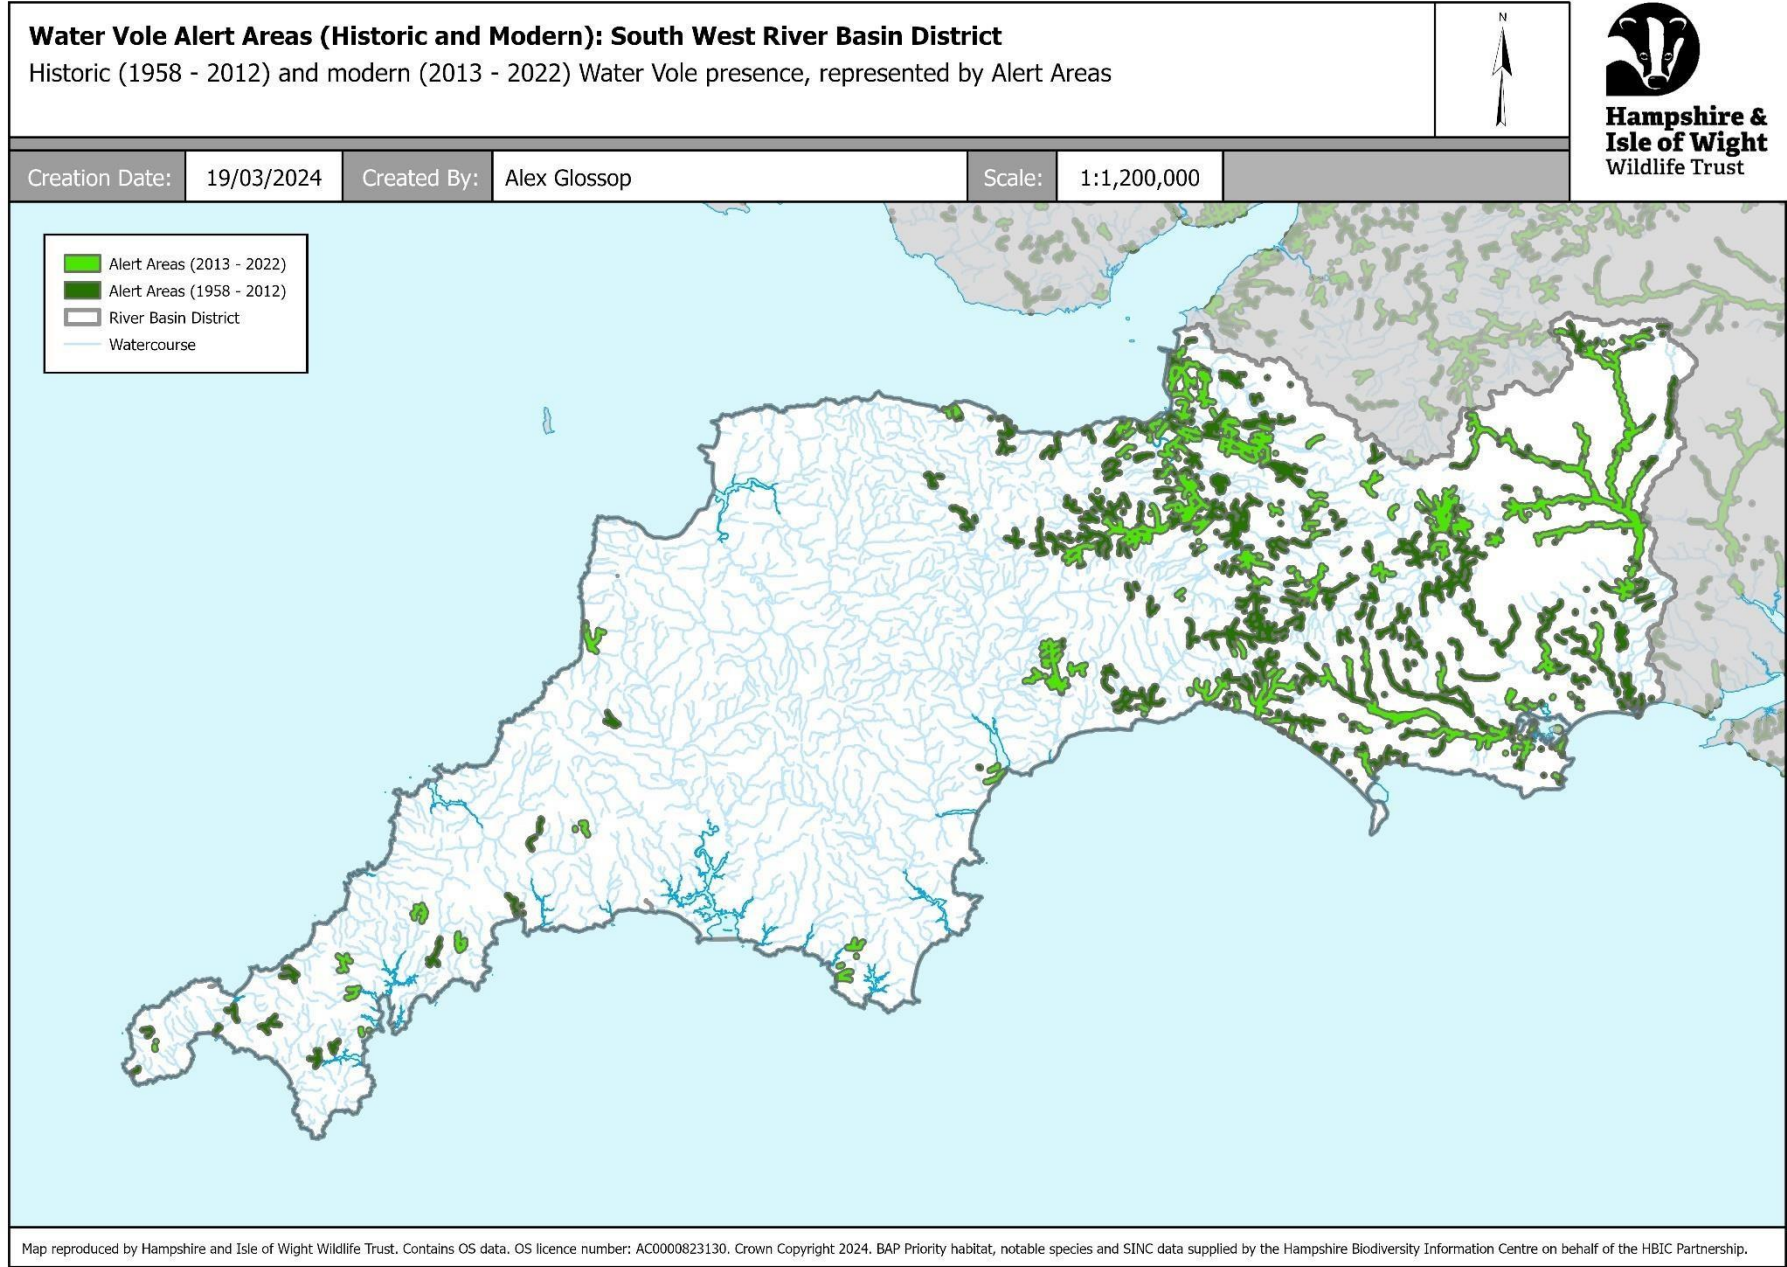 Water Vole Alert Areas (Historic and Modern): South West River Basin District
Historic (1958 - 2012) and modern (2013 - 2022) Water Vole presence, represented by Alert Areas
N
Hampshire &
Isle of Wight
Wildlife Trust
Creation Date: 19/03/2024 Created By: Alex Glossop Scale: 1:1,200,000
Alert Areas (2013 - 2022)
Alert Areas (1958 - 2012)
River Basin District
Watercourse
Map reproduced by Hampshire and Isle of Wight Wildlife Trust. Contains OS data. OS licence number: AC0000823130. Crown Copyright 2024. BAP Priority habitat, notable species and SINC data supplied by the Hampshire Biodiversity Information Centre on behalf of the HBIC Partnership.